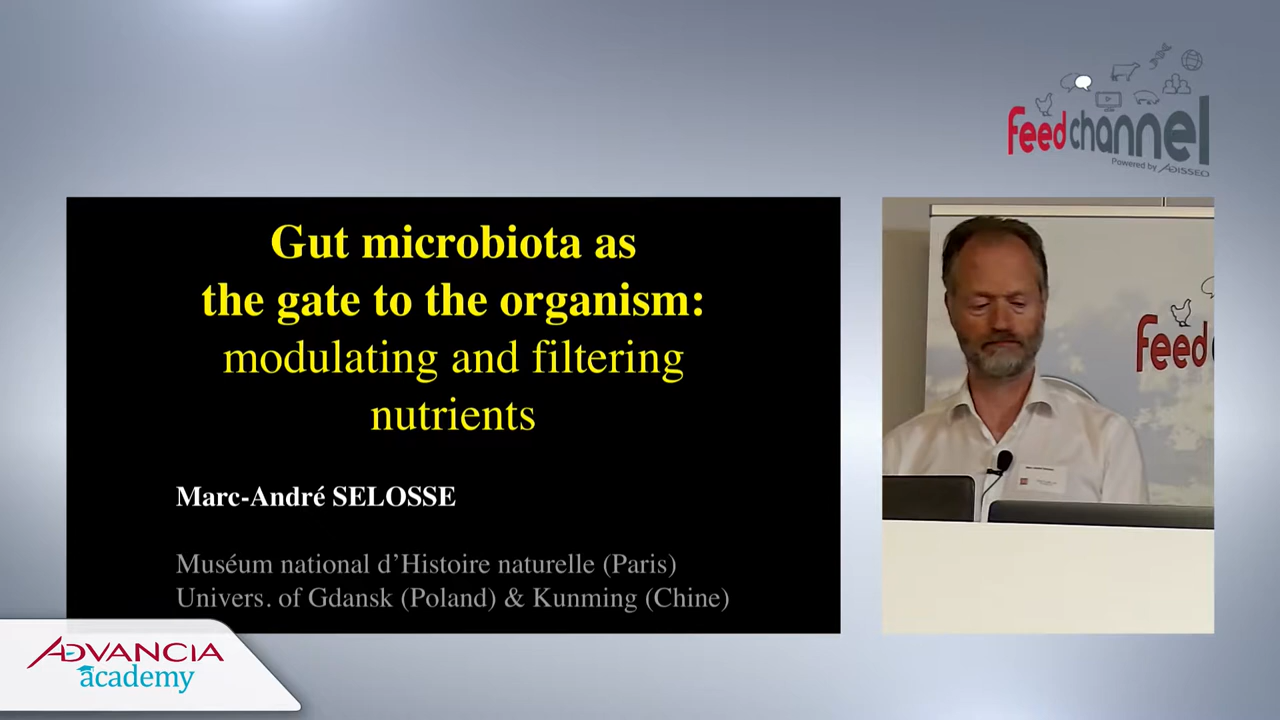 feedchannel
Powered by ADISSEO
Gut microbiota as
the gate to the organism:
modulating and filtering
nutrients
Marc-André SELOSSE
Muséum national d’Histoire naturelle (Paris)
Univers. of Gdansk (Poland) & Kunming (Chine)
Feed
ADVANCIA
academy